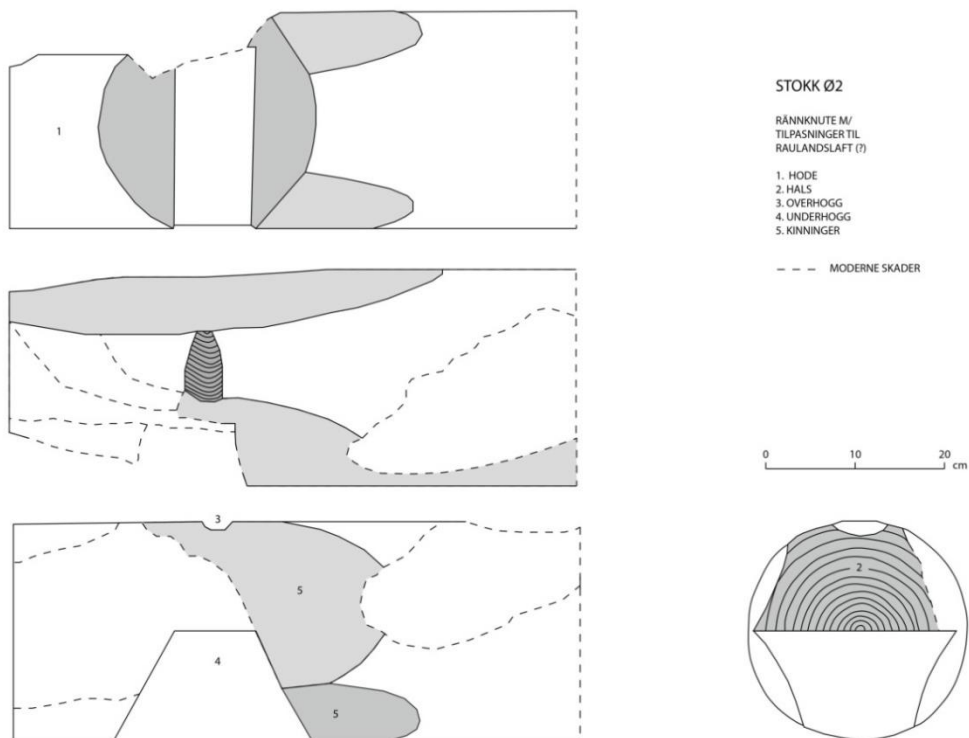 1
STOKK Ø2
RÄNNKNUTE M/
TILPASNINGER TIL
RAULANDSLAFT (?)
1. HODE
2. HALS
3. OVERHOGG
4. UNDERHOGG
5. KINNINGER
MODERNE SKADER
0 10 20
cm
3
5
2
4
5